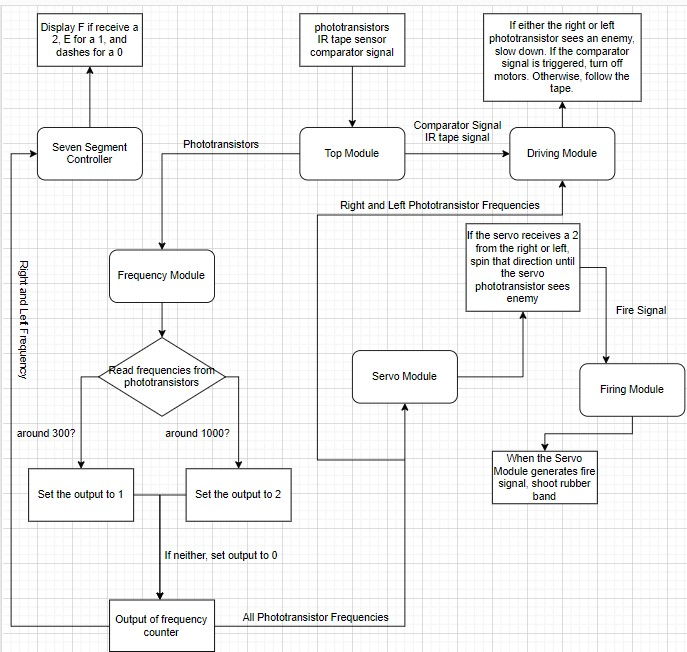 Display F if receive a
2, E for a 1, and
dashes for a 0
phototransistors
IR tape sensor
comparator signal
If either the right or left
phototransistor sees an enemy,
slow down. If the comparator
signal is triggered, turn off
motors. Otherwise, follow the
tape.
Seven Segment
Controller
Phototransistors
Top Module
Comparator Signal
IR tape signal
Driving Module
Right and Left Phototransistor Frequencies
Right and Left Frequency
Frequency Module
If the servo receives a 2
from the right or left,
spin that direction until
the servo
phototransistor sees
enemy
Fire Signal
Read frequencies from
phototransistors
Servo Module
Firing Module
around 300?
around 1000?
When the Servo
Module generates fire
signal, shoot rubber
band
Set the output to 1
Set the output to 2
If neither, set output to 0
Output of frequency
counter
All Phototransistor Frequencies